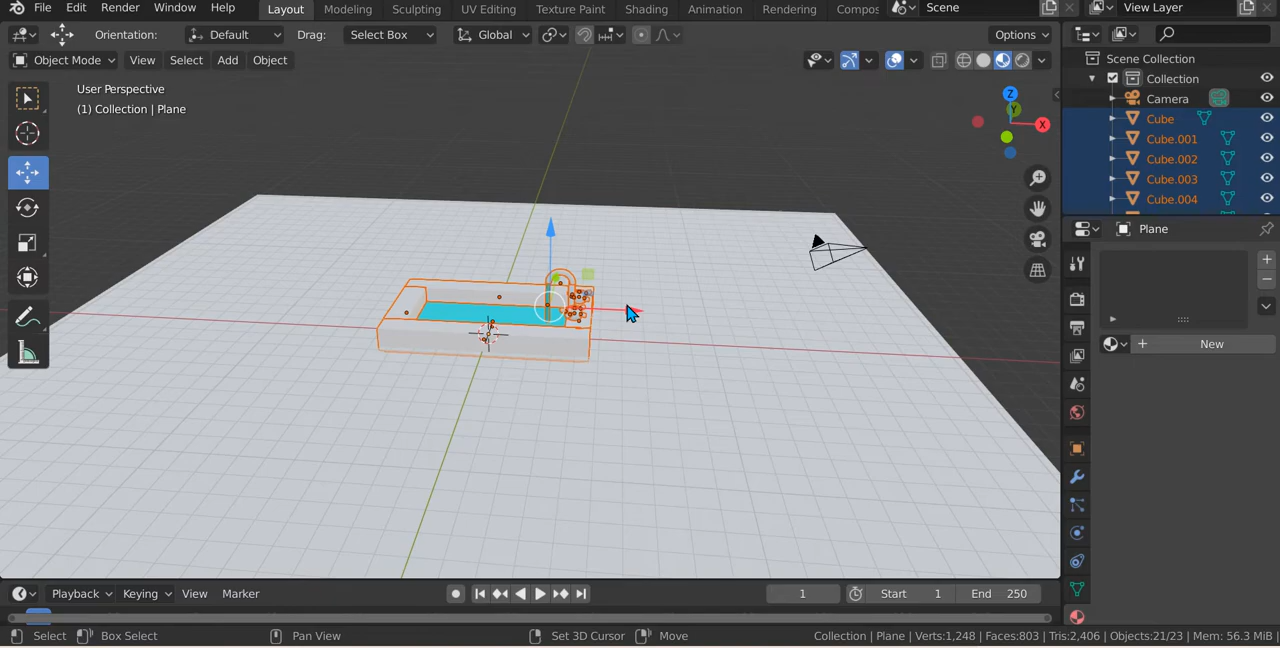 File Edit Render Window Help Layout Modeling Sculpting UV Editing Texture Paint Shading Animation Rendering Compos Scene View Layer
Orientation: Default Drag: Select Box Global Options
Object Mode View Select Add Object
Scene Collection
Collection
Camera
Cube
Cube.001
Cube.002
Cube.003
Cube.004
User Perspective
(1) Collection | Plane
Z
Y
X
Plane
New
Playback Keying View Marker 1 Start 1 End 250
Select Box Select Pan View Set 3D Cursor Move Collection | Plane | Verts:1,248 | Faces:803 | Tris:2,406 | Objects:21/23 | Mem: 56.3 MiB |